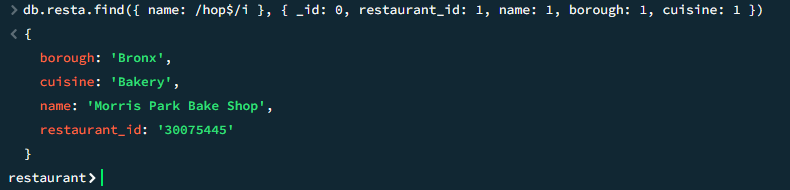 > db.resta.find({ name: /hop$/i }, { _id: 0, restaurant_id: 1, name: 1, borough: 1, cuisine: 1 })
< {
borough: 'Bronx',
cuisine: 'Bakery',
name: 'Morris Park Bake Shop',
restaurant_id: '30075445'
}
restaurant>